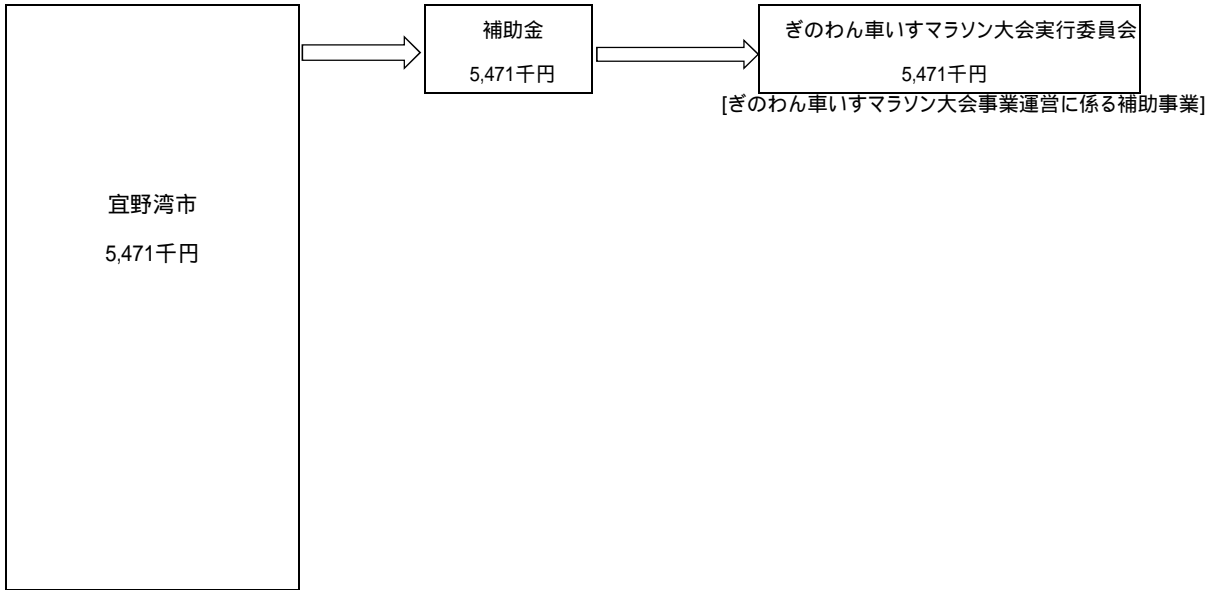 補助金
5,471千円
ぎのわん車いすマラソン大会実行委員会
5,471千円
[ぎのわん車いすマラソン大会事業運営に係る補助事業]
宜野湾市
5,471千円